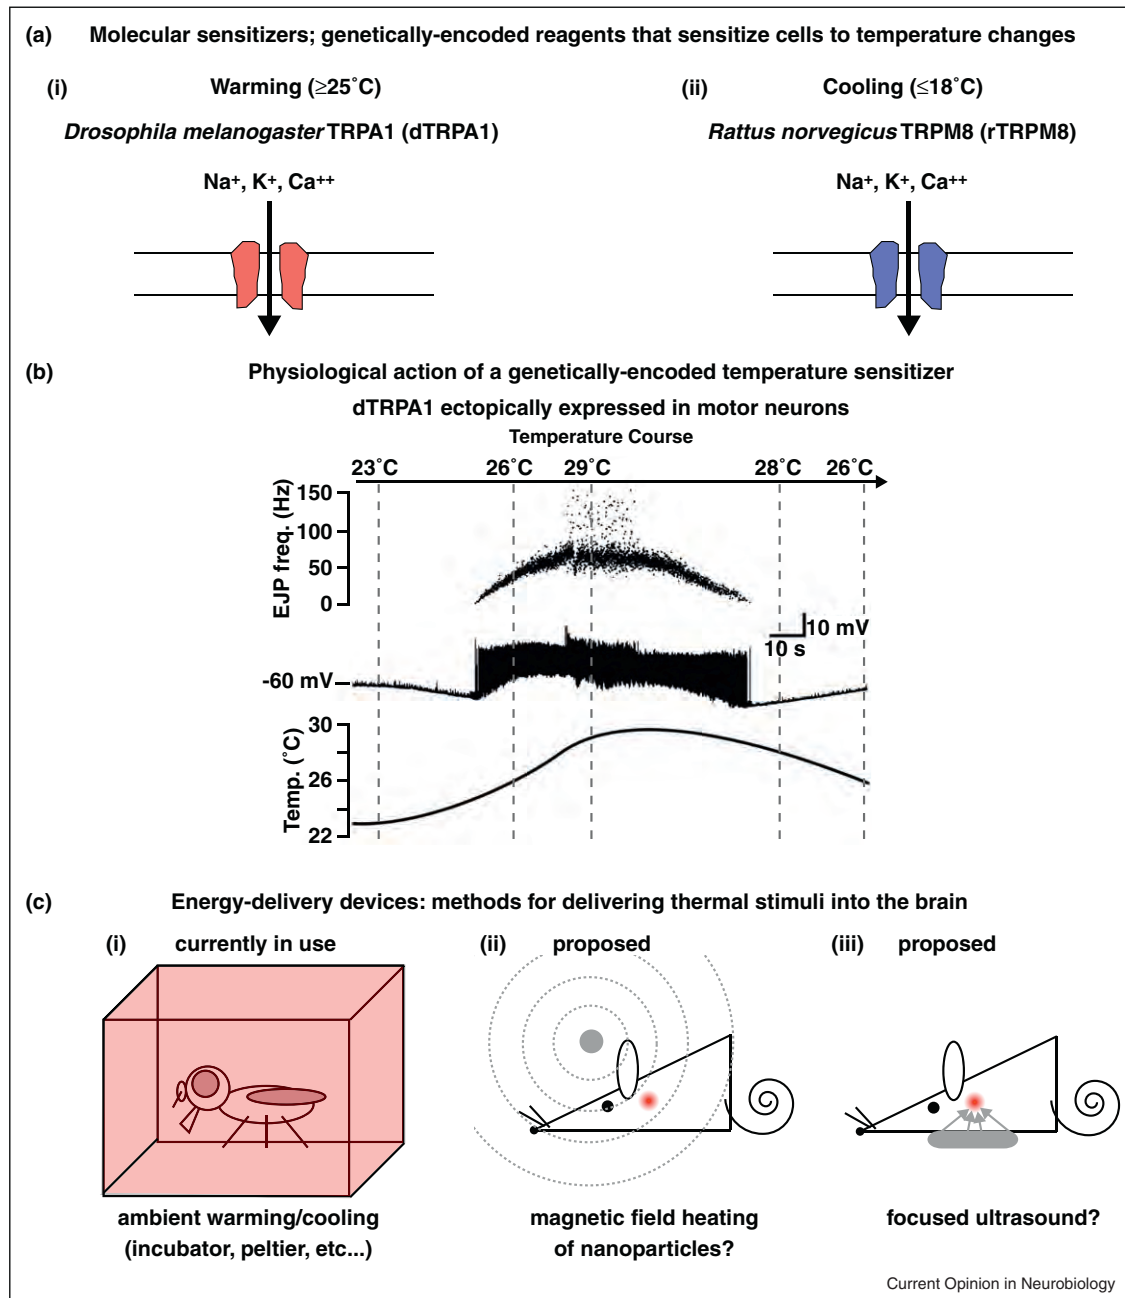 (a) Molecular sensitizers; genetically-encoded reagents that sensitize cells to temperature changes
(i) Warming (≥25˚C)
Drosophila melanogaster TRPA1 (dTRPA1)
Na+, K+, Ca++
(ii) Cooling (≤18˚C)
Rattus norvegicus TRPM8 (rTRPM8)
Na+, K+, Ca++
(b) Physiological action of a genetically-encoded temperature sensitizer
dTRPA1 ectopically expressed in motor neurons
Temperature Course
23˚C 26˚C 29˚C 28˚C 26˚C
EJP freq. (Hz)
150
100
50
0
10 mV
10 s
-60 mV
Temp. (˚C)
30
26
22
(c) Energy-delivery devices: methods for delivering thermal stimuli into the brain
(i) currently in use
ambient warming/cooling
(incubator, peltier, etc...)
(ii) proposed
magnetic field heating
of nanoparticles?
(iii) proposed
focused ultrasound?
Current Opinion in Neurobiology